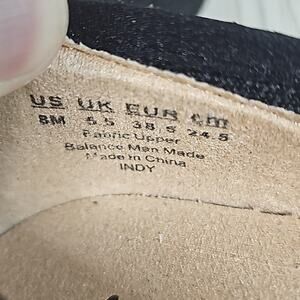 US UK EUR cm
8M 5.5 38.5 24.5
Fabric Upper
Balance Man Made
Made in China
INDY